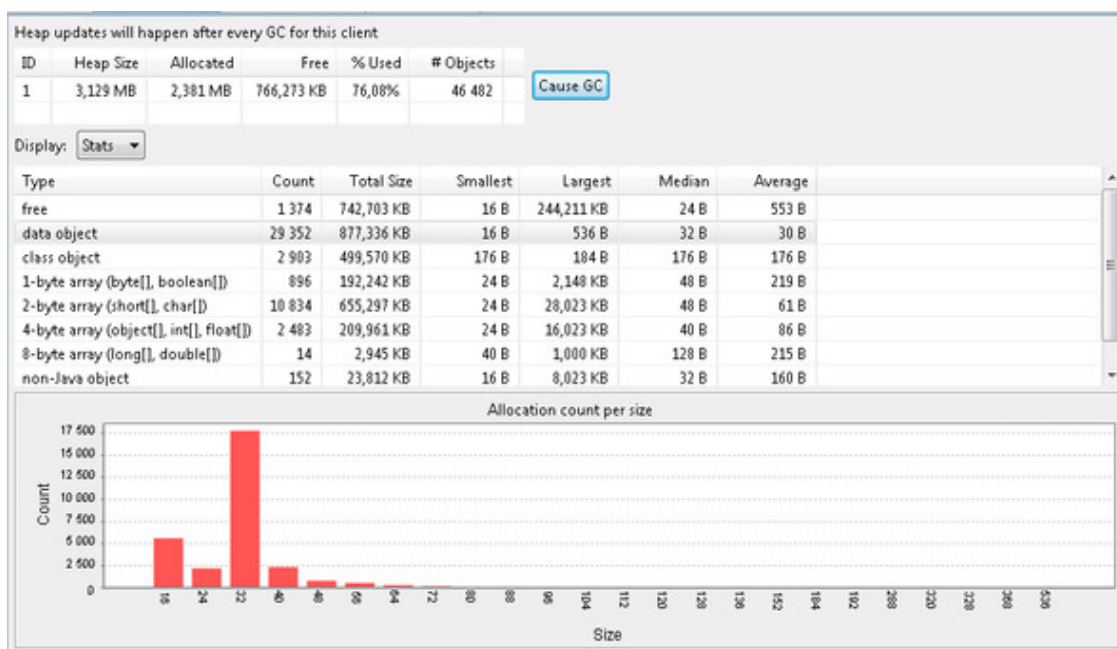 Heap updates will happen after every GC for this client
ID Heap Size Allocated Free % Used # Objects
1 3,129 MB 2,381 MB 766,273 KB 76,08% 46 482
Cause GC
Display: Stats
Type Count Total Size Smallest Largest Median Average
free 1 374 742,703 KB 16 B 244,211 KB 24 B 553 B
data object 29 352 877,336 KB 16 B 536 B 32 B 30 B
class object 2 903 499,570 KB 176 B 184 B 176 B 176 B
1-byte array (byte[], boolean[]) 896 192,242 KB 24 B 2,148 KB 48 B 219 B
2-byte array (short[], char[]) 10 834 655,297 KB 24 B 28,023 KB 48 B 61 B
4-byte array (object[], int[], float[]) 2 483 209,961 KB 24 B 16,023 KB 40 B 86 B
8-byte array (long[], double[]) 14 2,945 KB 40 B 1,000 KB 128 B 215 B
non-Java object 152 23,812 KB 16 B 8,023 KB 32 B 160 B
Allocation count per size
17 500
15 000
12 500
10 000
7 500
5 000
2 500
0
Count
16 24 32 40 48 56 64 72 80 88 96 104 112 120 128 136 152 184 192 288 320 328 368 536
Size